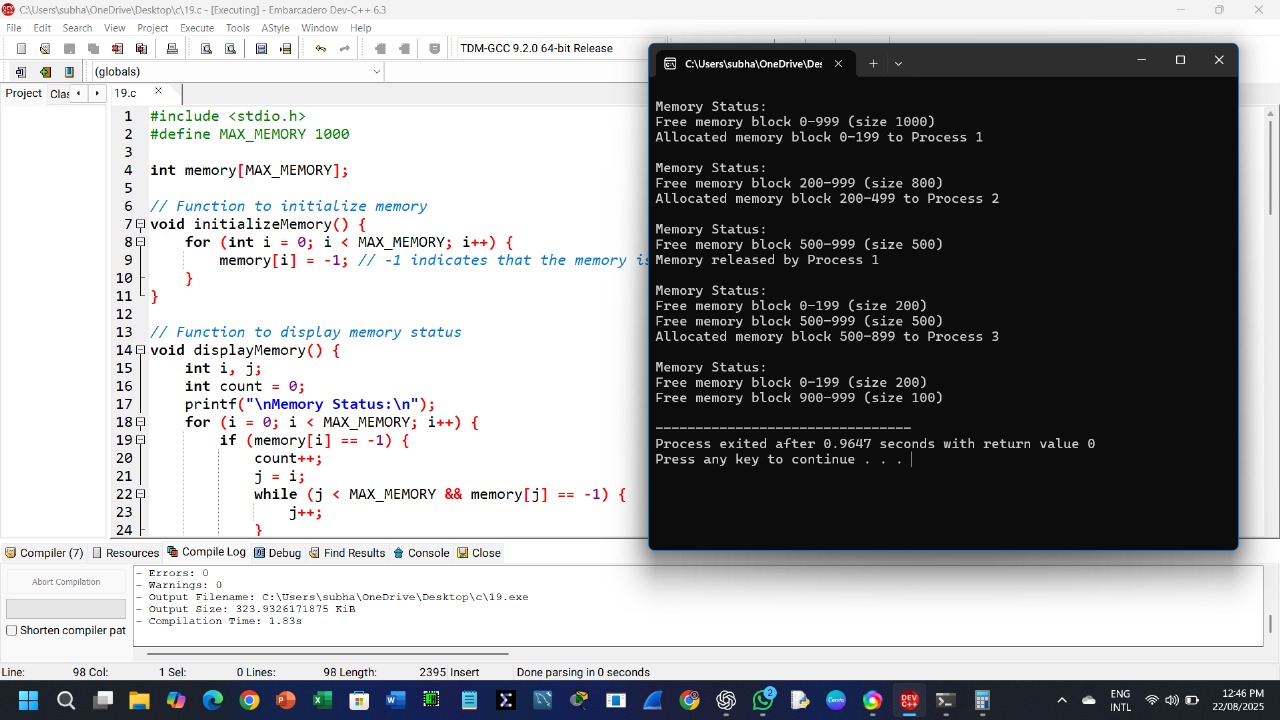 C:\Users\subha\OneDrive\Desktop\c\19.c - [Executing] - Embarcadero Dev-C++ 6.3
File Edit Search View Project Execute Tools AStyle Window Help
TDM-GCC 9.2.0 64-bit Release
(globals)
Project Clas 19.c
1 #include <stdio.h>
2 #define MAX_MEMORY 1000
3
4 int memory[MAX_MEMORY];
5
6 // Function to initialize memory
7 void initializeMemory() {
8 for (int i = 0; i < MAX_MEMORY; i++) {
9 memory[i] = -1; // -1 indicates that the memory is
10 }
11 }
12
13 // Function to display memory status
14 void displayMemory() {
15 int i, j;
16 int count = 0;
17 printf("\nMemory Status:\n");
18 for (i = 0; i < MAX_MEMORY; i++) {
19 if (memory[i] == -1) {
20 count++;
21 j = i;
22 while (j < MAX_MEMORY && memory[j] == -1) {
23 j++;
24 }
C:\Users\subha\OneDrive\Des
Memory Status:
Free memory block 0-999 (size 1000)
Allocated memory block 0-199 to Process 1
Memory Status:
Free memory block 200-999 (size 800)
Allocated memory block 200-499 to Process 2
Memory Status:
Free memory block 500-999 (size 500)
Memory released by Process 1
Memory Status:
Free memory block 0-199 (size 200)
Free memory block 500-999 (size 500)
Allocated memory block 500-899 to Process 3
Memory Status:
Free memory block 0-199 (size 200)
Free memory block 900-999 (size 100)
--------------------------------
Process exited after 0.9647 seconds with return value 0
Press any key to continue . . .
Compiler (7) Resources Compile Log Debug Find Results Console Close
Abort Compilation
Shorten compiler pat
- Errors: 0
- Warnings: 0
- Output Filename: C:\Users\subha\OneDrive\Desktop\c\19.exe
- Output Size: 323.9326171875 KiB
- Compilation Time: 1.83s
Line: 98 Col: 1 Sel: 0 Lines: 98 Length: 2395 Insert Done parsing in 0 seconds
2
DEV C++
ENG
INTL
12:46 PM
22/08/2025